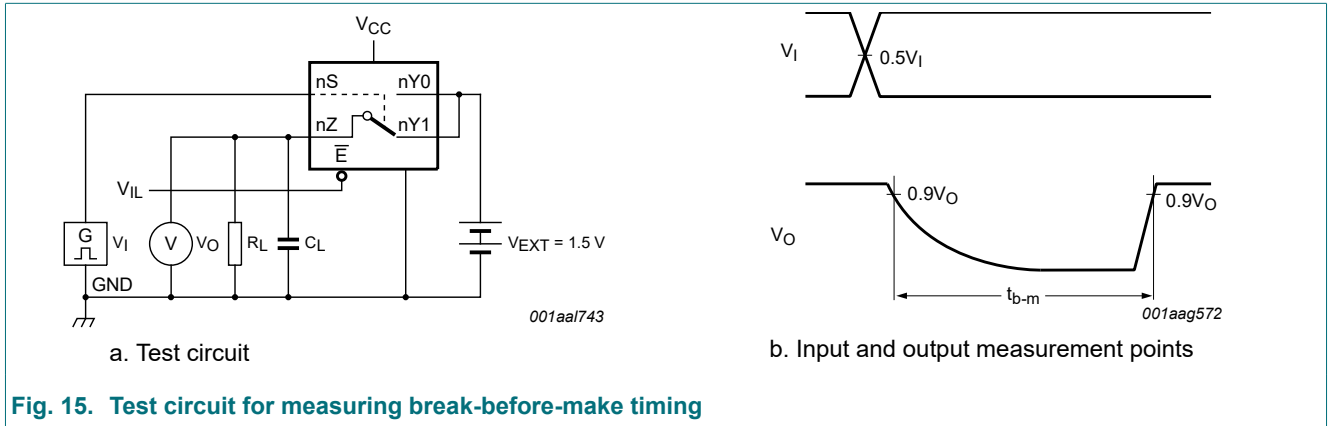 VCC
nS nY0
nZ nY1
E̅
VIL
G VI
V VO RL CL
VEXT = 1.5 V
GND
001aal743
a. Test circuit
VI 0.5VI
0.9VO 0.9VO
VO
tb-m
001aag572
b. Input and output measurement points
Fig. 15. Test circuit for measuring break-before-make timing